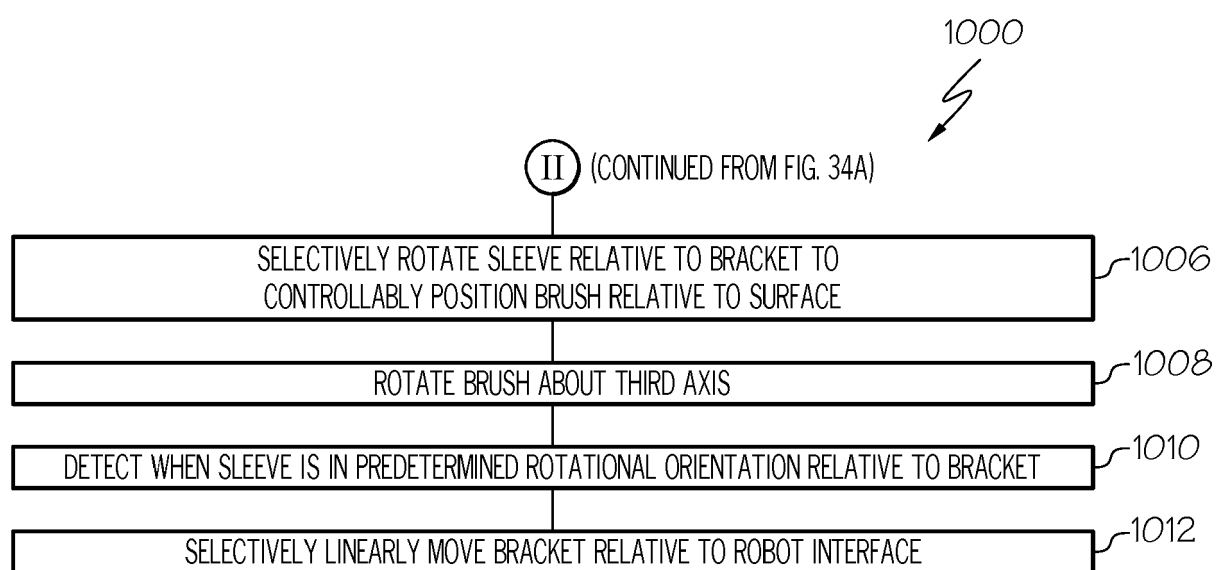 1000
II (CONTINUED FROM FIG. 34A)
SELECTIVELY ROTATE SLEEVE RELATIVE TO BRACKET TO
CONTROLLABLY POSITION BRUSH RELATIVE TO SURFACE
1006
ROTATE BRUSH ABOUT THIRD AXIS
1008
DETECT WHEN SLEEVE IS IN PREDETERMINED ROTATIONAL ORIENTATION RELATIVE TO BRACKET
1010
SELECTIVELY LINEARLY MOVE BRACKET RELATIVE TO ROBOT INTERFACE
1012